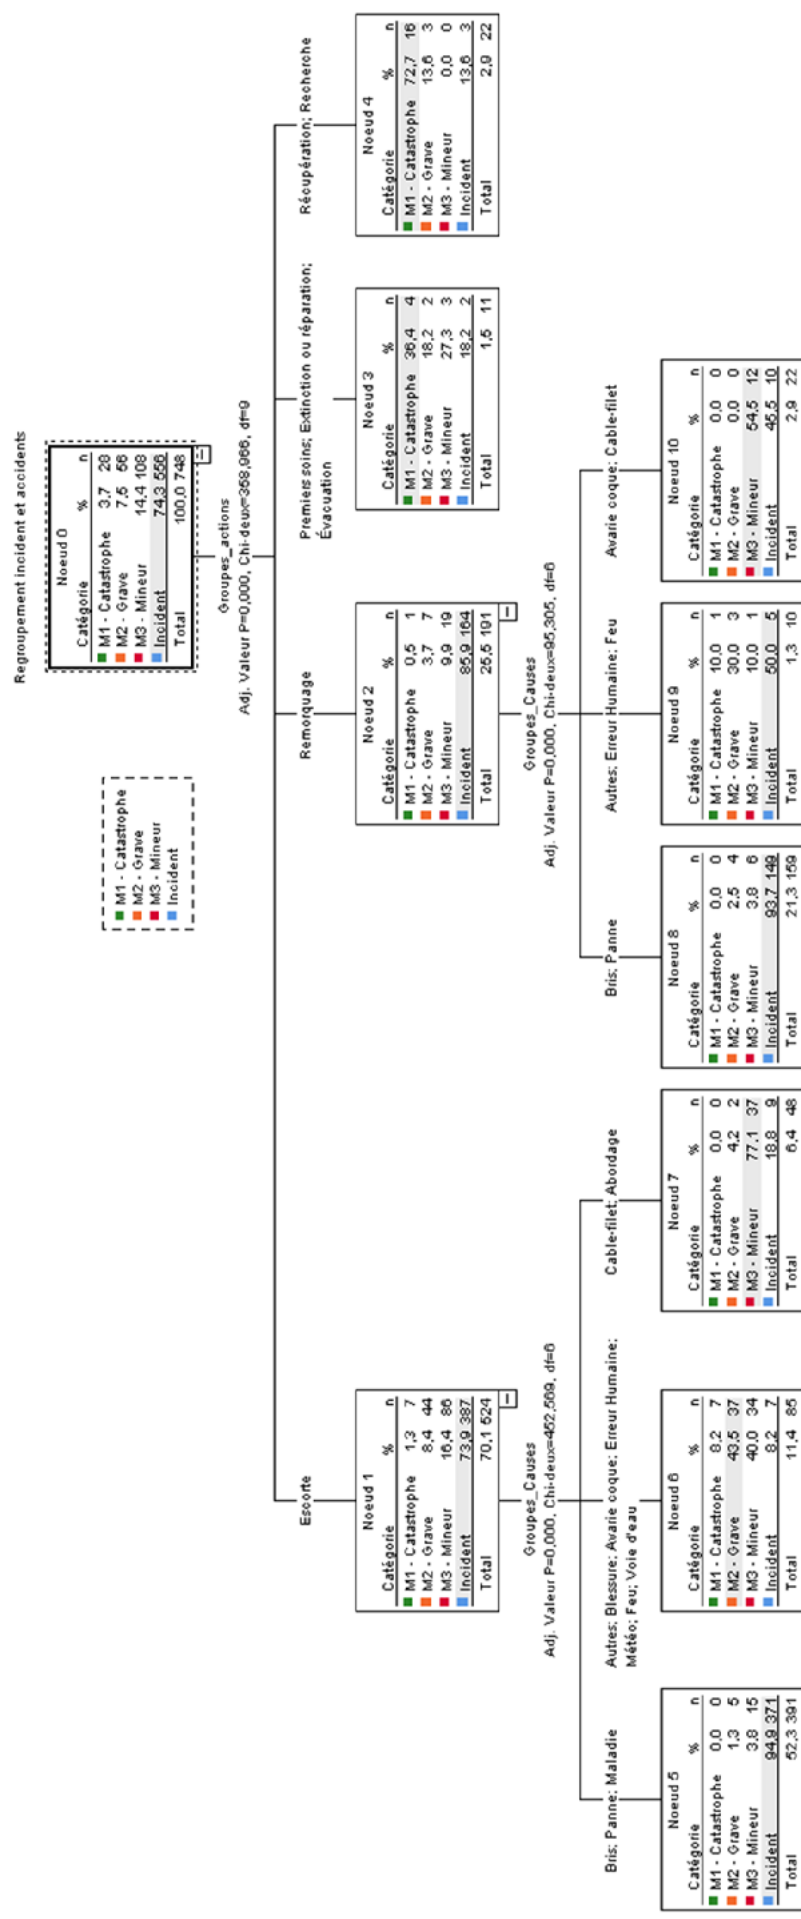 Regroupement incident et accidents
M1 - Catastrophe
M2 - Grave
M3 - Mineur
Incident
Noeud 0
Catégorie % n
M1 - Catastrophe 3,7 28
M2 - Grave 7,5 56
M3 - Mineur 14,4 108
Incident 74,3 556
Total 100,0 748
Groupes_actions
Adj. Valeur P=0,000, Chi-deux=358,966, df=9
Escorte
Noeud 1
Catégorie % n
M1 - Catastrophe 1,3 7
M2 - Grave 8,4 44
M3 - Mineur 16,4 86
Incident 73,9 387
Total 70,1 524
Remorquage
Noeud 2
Catégorie % n
M1 - Catastrophe 0,5 1
M2 - Grave 3,7 7
M3 - Mineur 9,9 19
Incident 85,9 164
Total 25,5 191
Premiers soins; Extinction ou réparation;
Évacuation
Noeud 3
Catégorie % n
M1 - Catastrophe 36,4 4
M2 - Grave 18,2 2
M3 - Mineur 27,3 3
Incident 18,2 2
Total 1,5 11
Récupération; Recherche
Noeud 4
Catégorie % n
M1 - Catastrophe 72,7 16
M2 - Grave 13,6 3
M3 - Mineur 0,0 0
Incident 13,6 3
Total 2,9 22
Groupes_Causes
Adj. Valeur P=0,000, Chi-deux=452,569, df=6
Groupes_Causes
Adj. Valeur P=0,000, Chi-deux=95,305, df=6
Bris; Panne; Maladie
Noeud 5
Catégorie % n
M1 - Catastrophe 0,0 0
M2 - Grave 1,3 5
M3 - Mineur 3,8 15
Incident 94,9 371
Total 52,3 391
Autres; Blessure; Avarie coque; Erreur Humaine;
Météo; Feu; Voie d'eau
Noeud 6
Catégorie % n
M1 - Catastrophe 8,2 7
M2 - Grave 43,5 37
M3 - Mineur 40,0 34
Incident 8,2 7
Total 11,4 85
Cable-filet; Abordage
Noeud 7
Catégorie % n
M1 - Catastrophe 0,0 0
M2 - Grave 4,2 2
M3 - Mineur 77,1 37
Incident 18,8 9
Total 6,4 48
Bris; Panne
Noeud 8
Catégorie % n
M1 - Catastrophe 0,0 0
M2 - Grave 2,5 4
M3 - Mineur 3,8 6
Incident 93,7 149
Total 21,3 159
Autres; Erreur Humaine; Feu
Noeud 9
Catégorie % n
M1 - Catastrophe 10,0 1
M2 - Grave 30,0 3
M3 - Mineur 10,0 1
Incident 50,0 5
Total 1,3 10
Avarie coque; Cable-filet
Noeud 10
Catégorie % n
M1 - Catastrophe 0,0 0
M2 - Grave 0,0 0
M3 - Mineur 54,5 12
Incident 45,5 10
Total 2,9 22